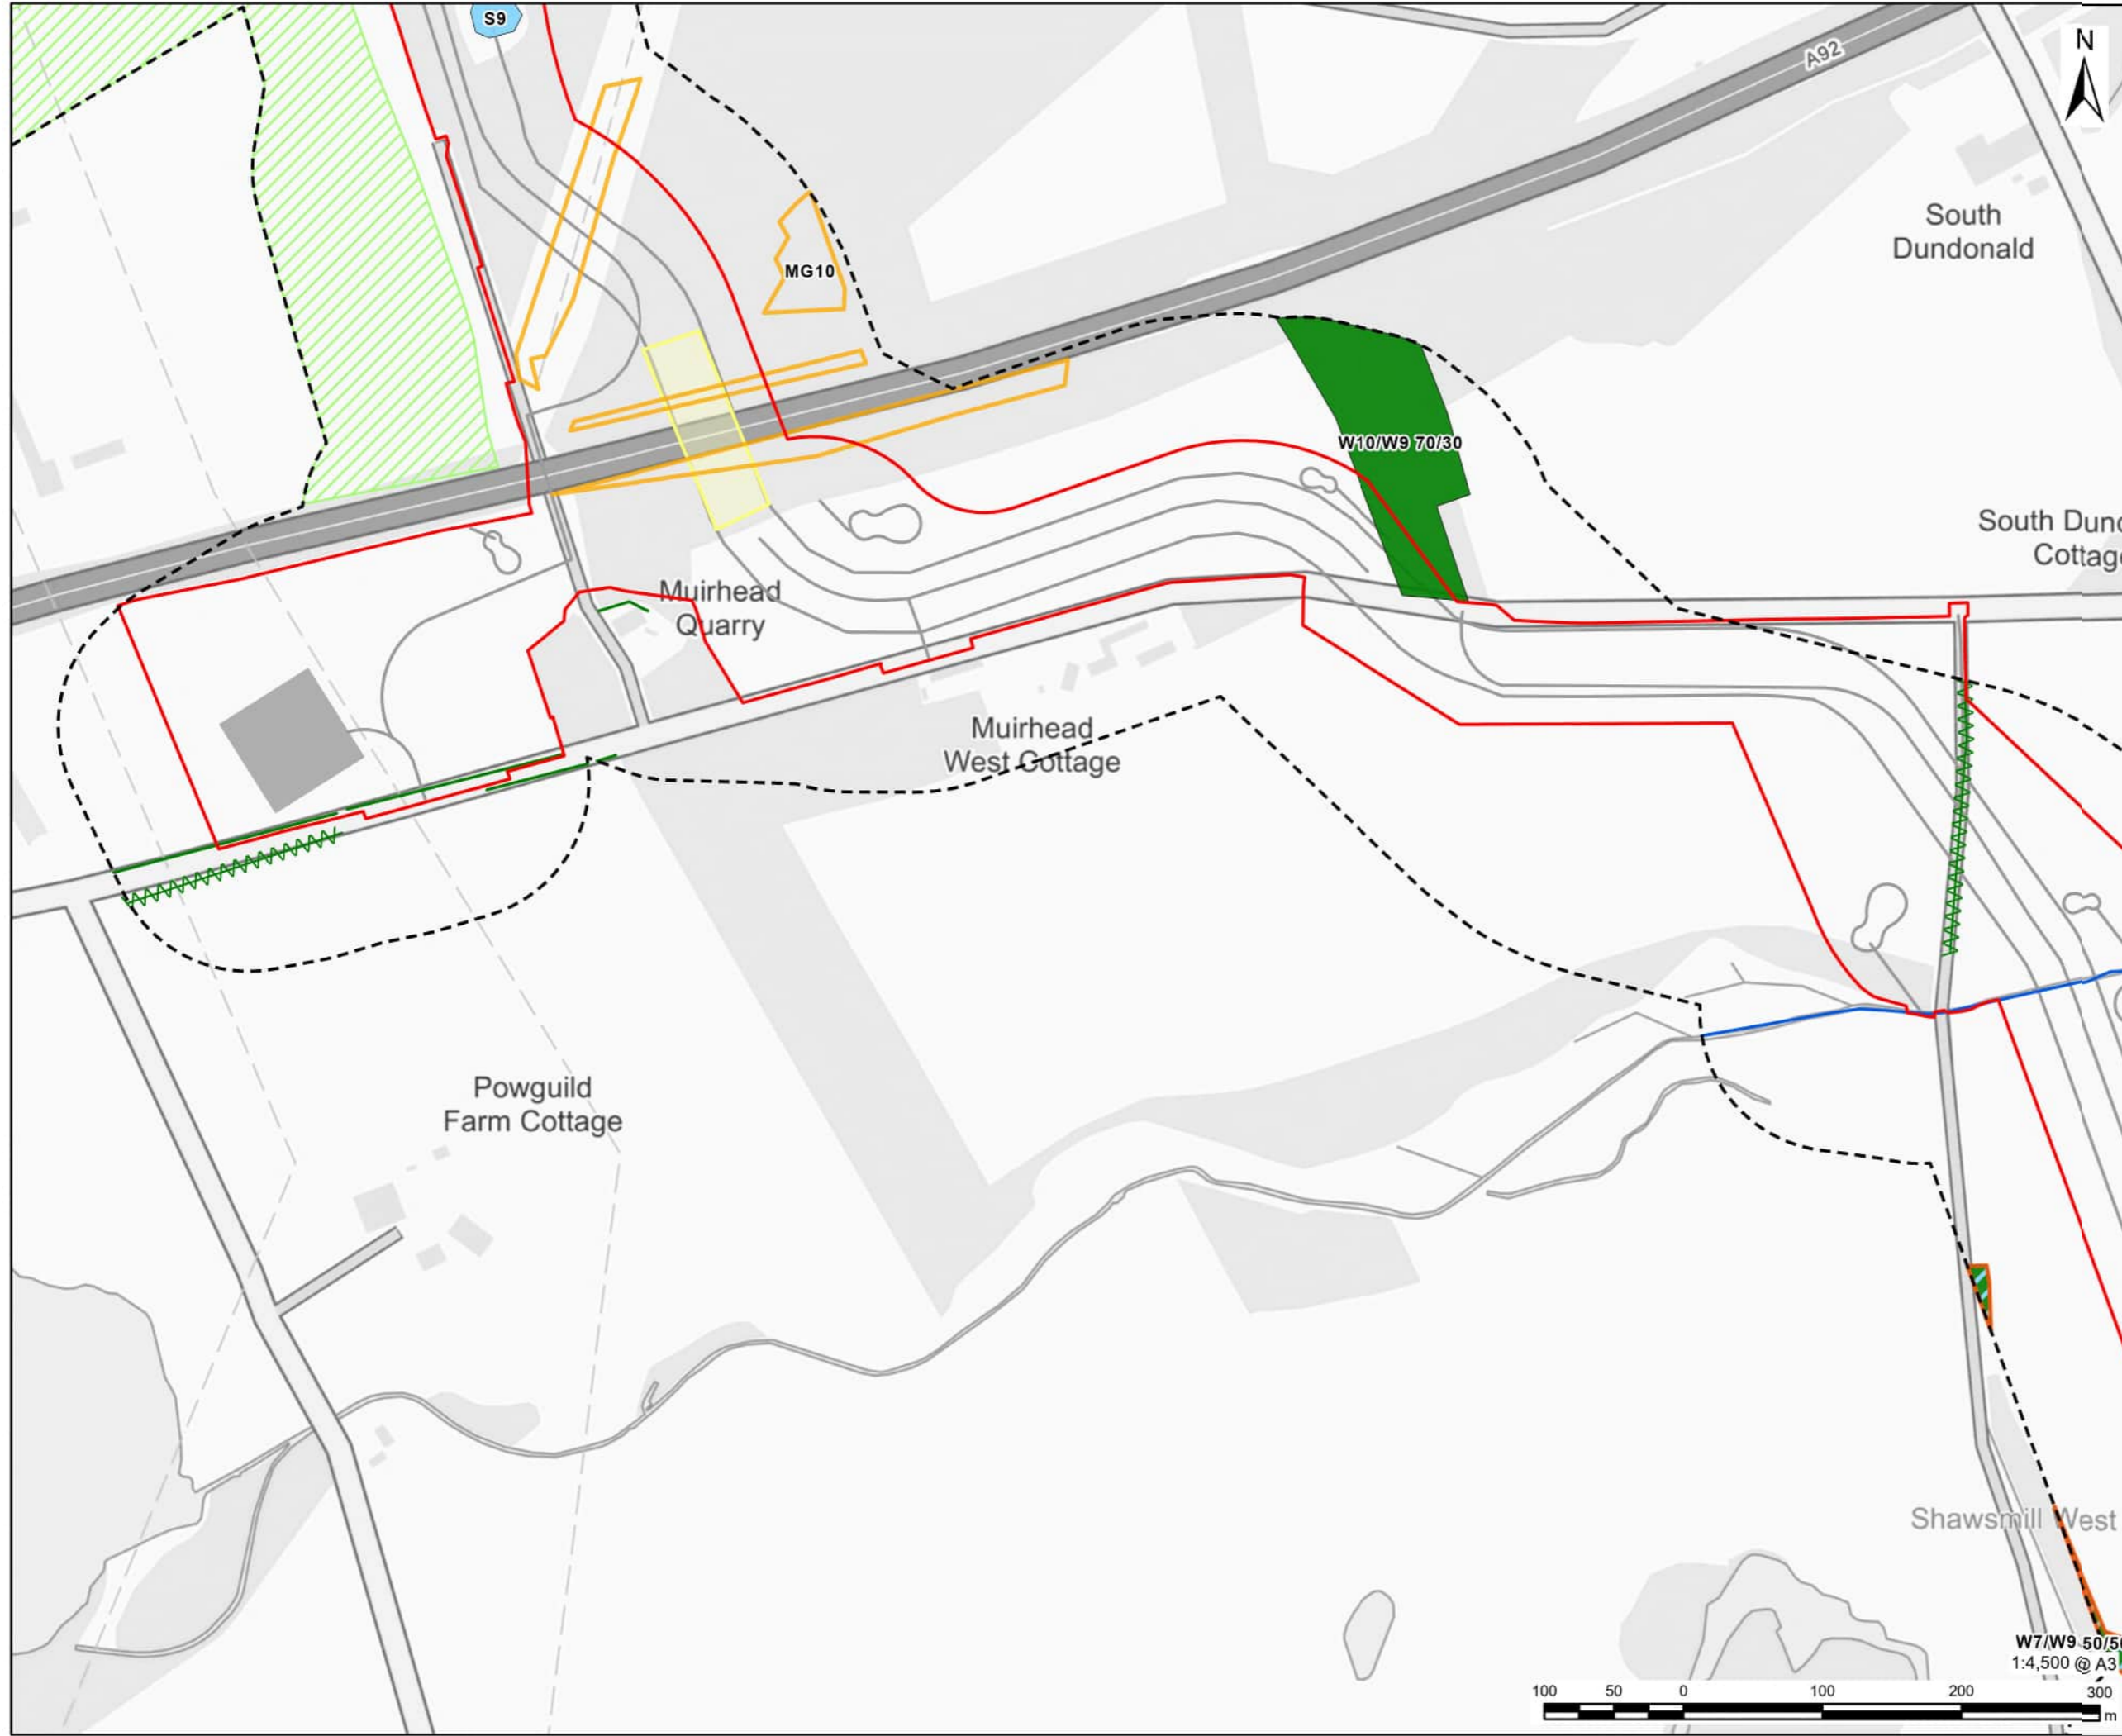 S9
A92
N
South
Dundonald
MG10
W10/W9 70/30
South Dund
Cottage
Muirhead
Quarry
Muirhead
West Cottage
Powguild
Farm Cottage
Shawsmill West
W7/W9 50/50
1:4,500 @ A3
100 50 0 100 200 300
m